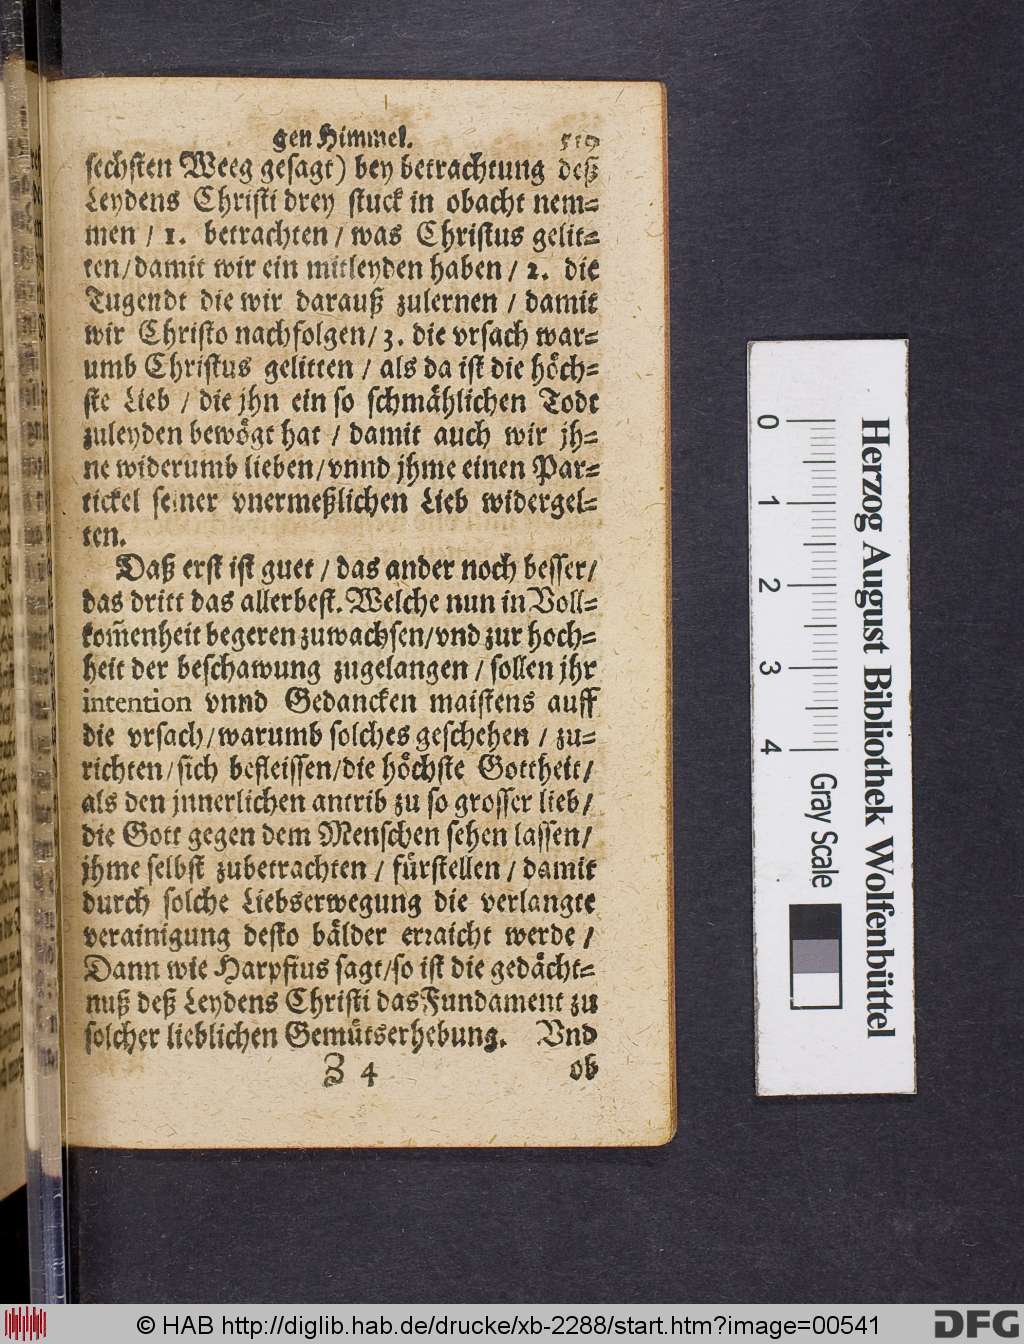 gen Himmel. 519
sechsten Weeg gesagt) bey betrachtung deß
Leydens Christi drey stuck in obacht nem=
men / 1. betrachten / was Christus gelit=
ten/damit wir ein mitleyden haben / 2. die
Tugendt die wir darauß zulernen / damit
wir Christo nachfolgen/ 3. die vrsach war=
umb Christus gelitten / als da ist die höch=
ste Lieb / die jhn ein so schmählichen Todt
zuleyden bewögt hat / damit auch wir jh=
ne widerumb lieben/vnnd jhme einen Par=
tickel seiner vnermeßlichen Lieb widergel=
ten.
Daß erst ist guet / das ander noch besser/
das dritt das allerbest. Welche nun in Voll=
kom̃enheit begeren zuwachsen/vnd zur hoch=
heit der beschawung zugelangen / sollen jhr
intention vnnd Gedancken maistens auff
die vrsach/warumb solches geschehen / zu=
richten/sich befleissen/die höchste Gottheit/
als den jnnerlichen antrib zu so grosser lieb/
die Gott gegen dem Menschen sehen lassen/
jhme selbst zubetrachten / fürstellen / damit
durch solche Liebserwegung die verlangte
verainigung desto bälder erraicht werde /
Dann wie Harpfius sagt/so ist die gedächt=
nuß deß Leydens Christi das Fundament zu
solcher lieblichen Gemütserhebung. Vnd
Z 4 ob
0 1 2 3 4 Gray Scale
Herzog August Bibliothek Wolfenbüttel
© HAB http://diglib.hab.de/drucke/xb-2288/start.htm?image=00541
DFG